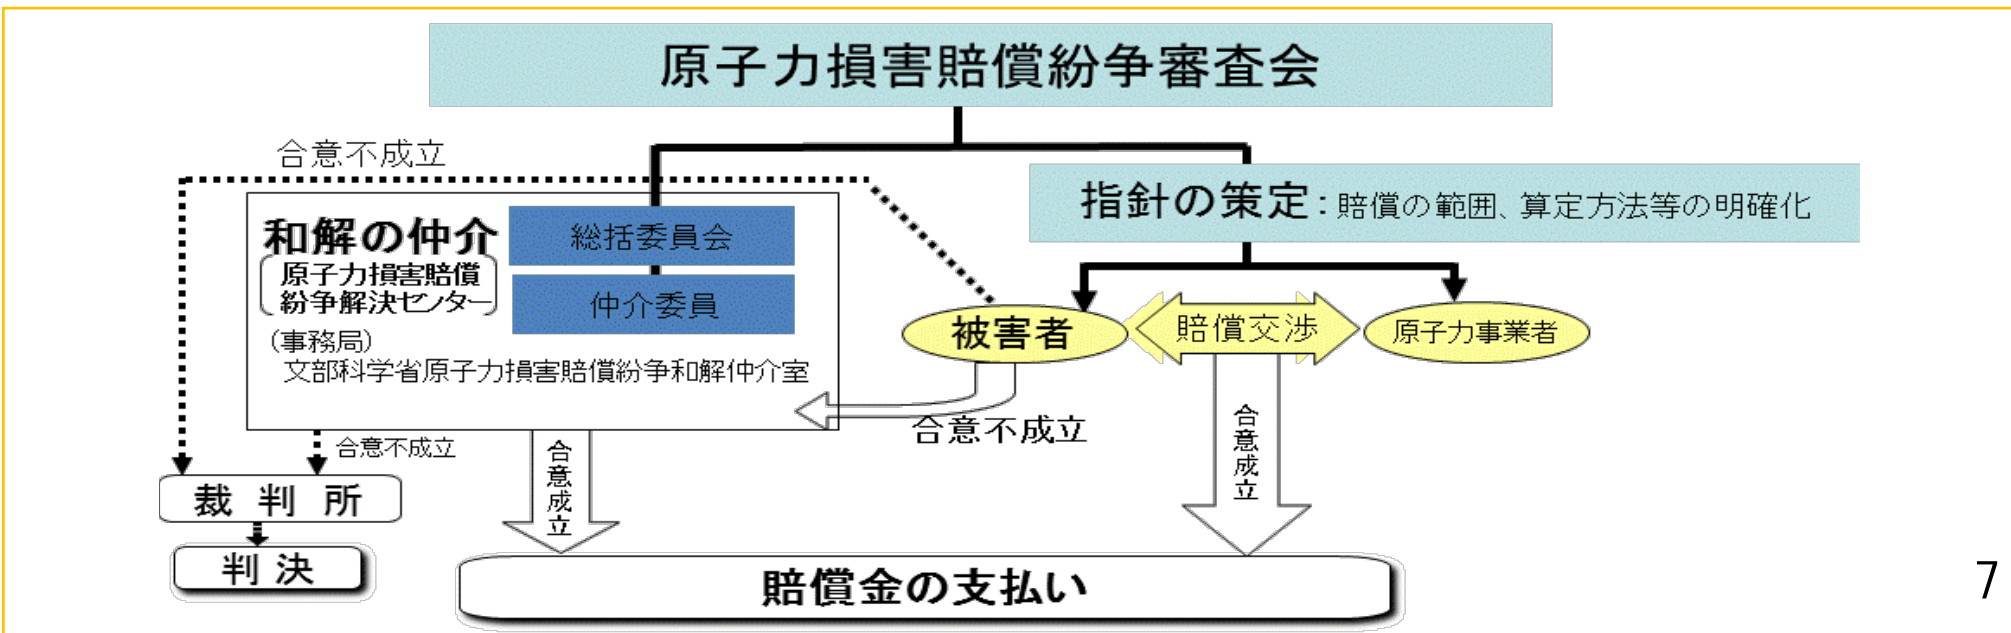 原子力損害賠償紛争審査会
合意不成立
指針の策定：賠償の範囲、算定方法等の明確化
和解の仲介
原子力損害賠償
紛争解決センター
総括委員会
仲介委員
(事務局)
文部科学省原子力損害賠償紛争和解仲介室
被害者
賠償交渉
原子力事業者
合意不成立
合意不成立
合意成立
合意成立
裁判所
判決
賠償金の支払い
7